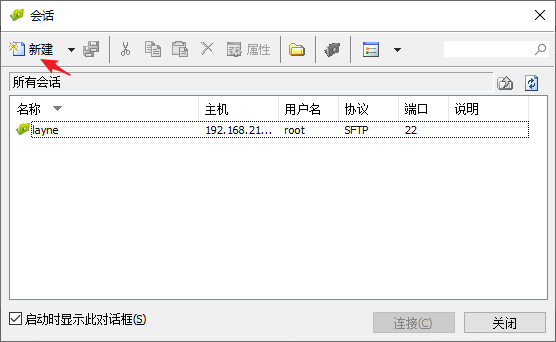 会话
新建
属性
所有会话
名称 主机 用户名 协议 端口 说明
layne 192.168.21... root SFTP 22
启动时显示此对话框(S)
连接(C) 关闭